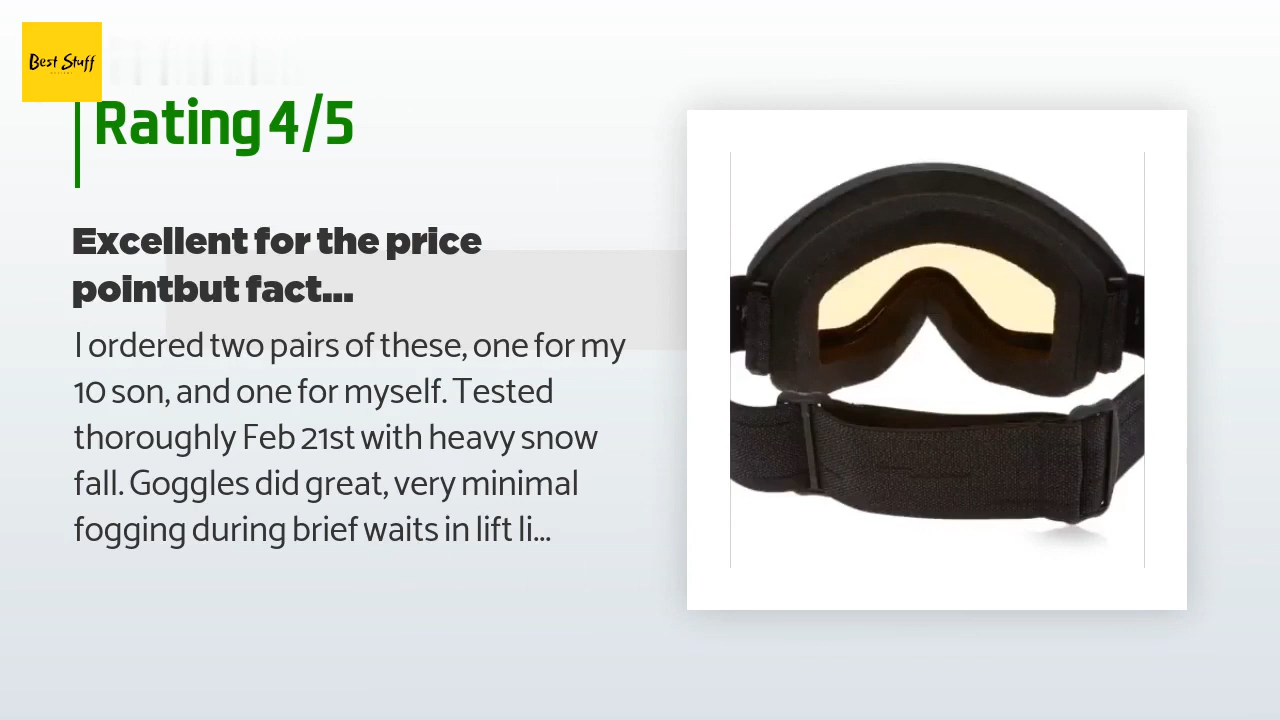 Best Stuff
Rating 4/5
Excellent for the price
pointbut fact...
I ordered two pairs of these, one for my
10 son, and one for myself. Tested
thoroughly Feb 21st with heavy snow
fall. Goggles did great, very minimal
fogging during brief waits in lift li...